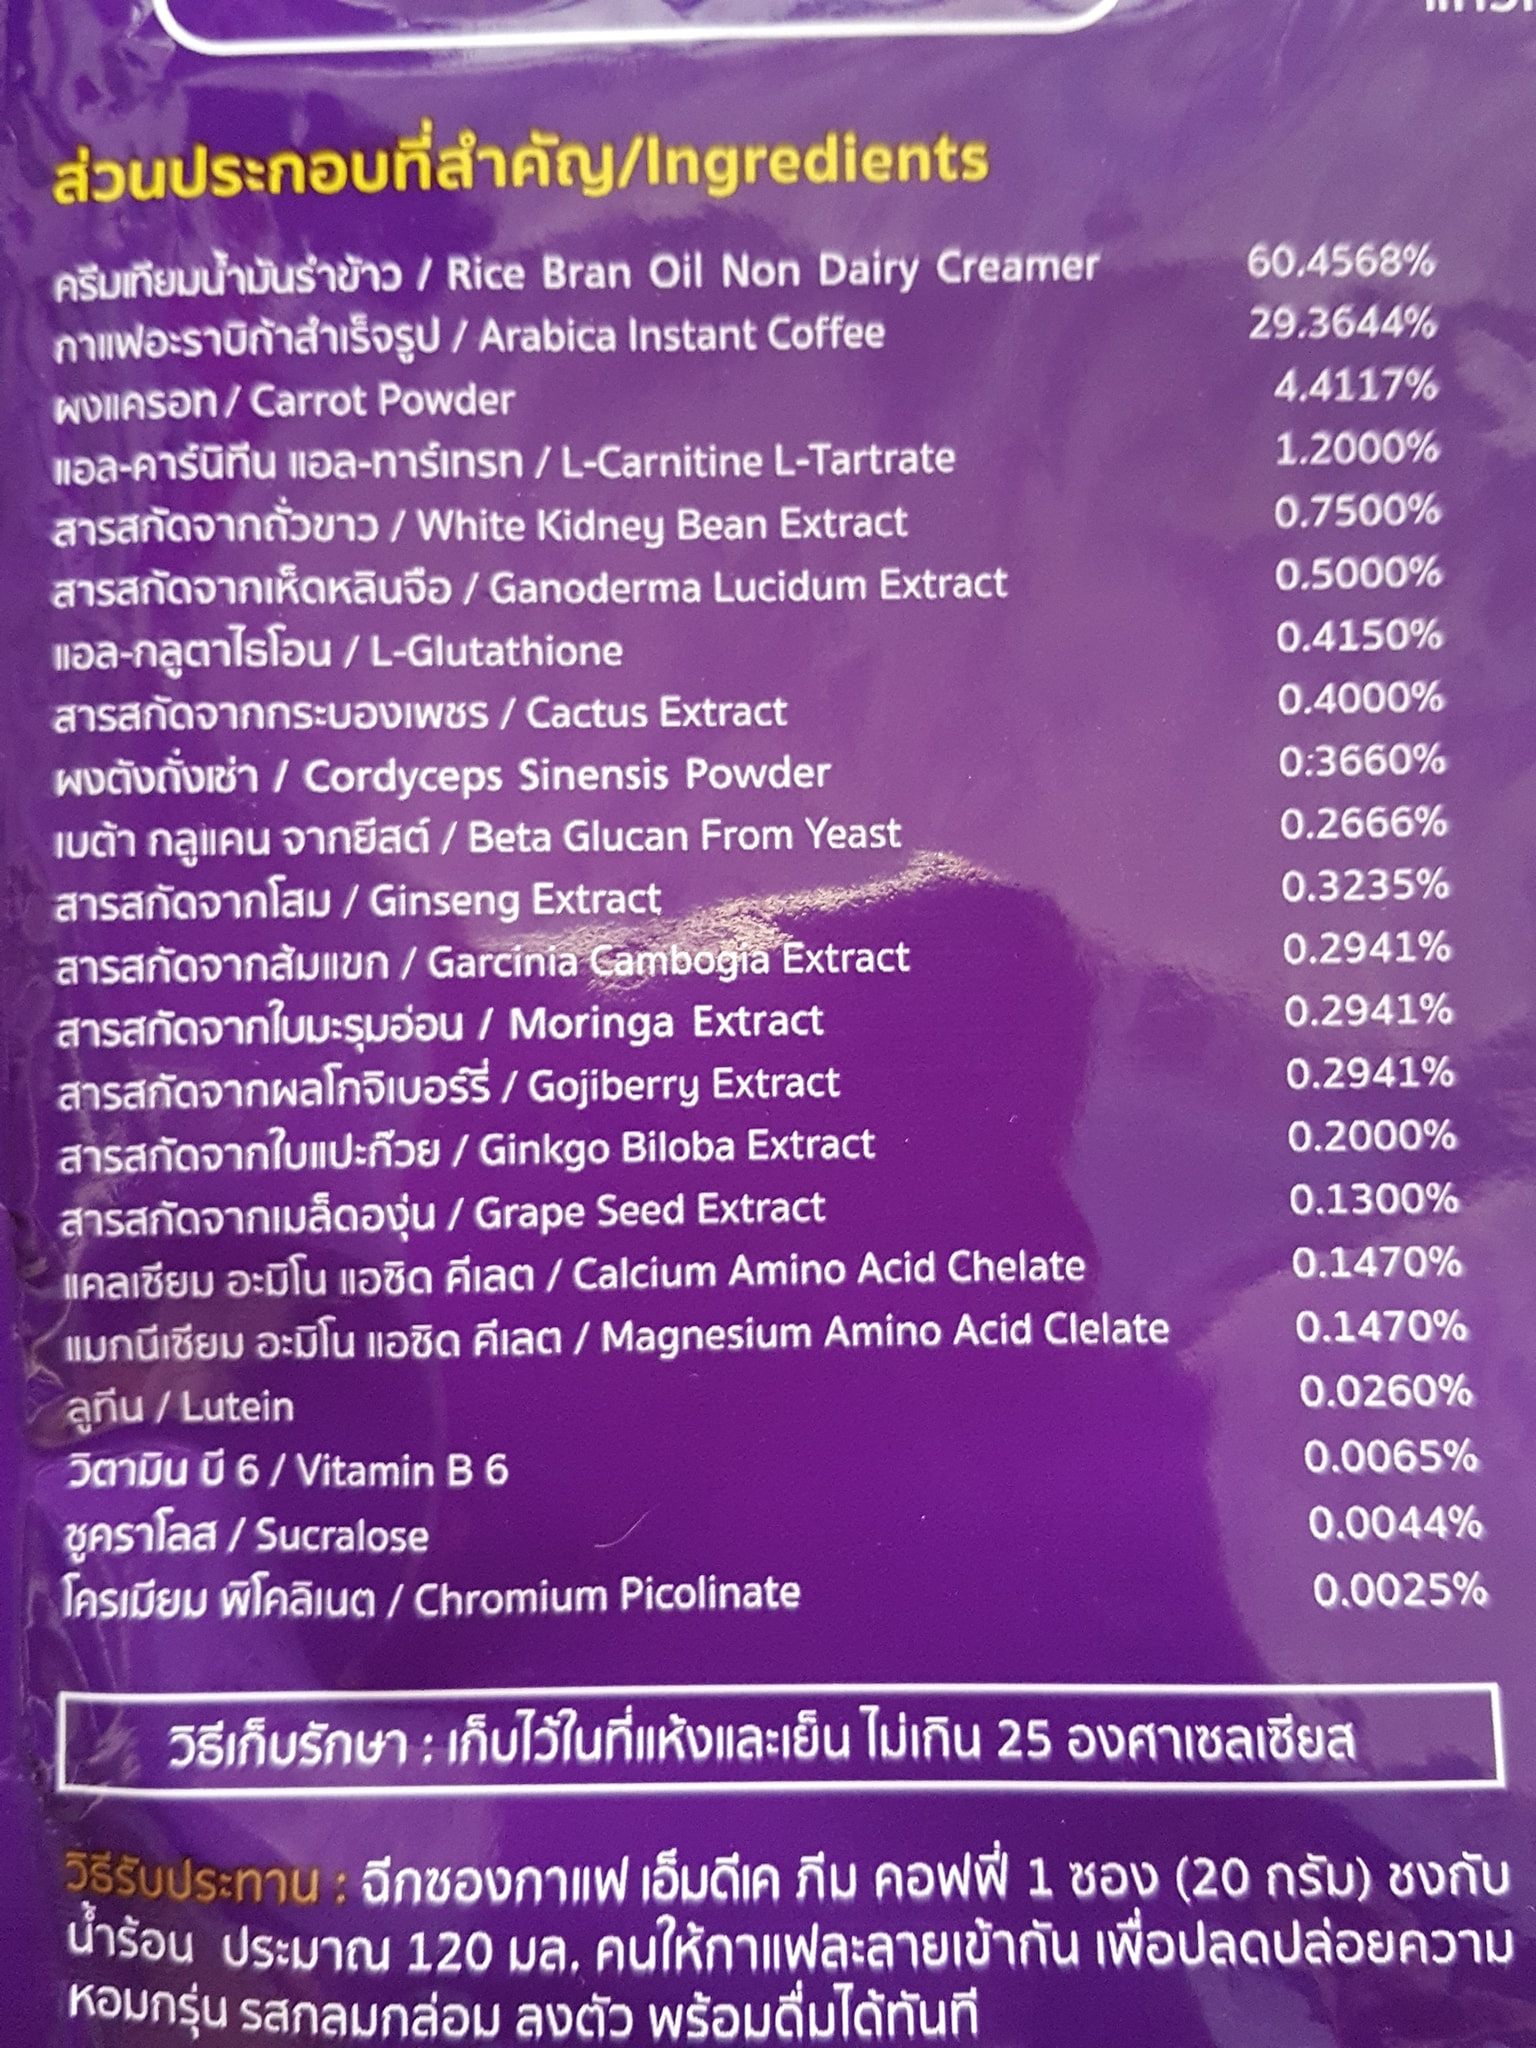 ส่วนประกอบที่สำคัญ/Ingredients
ครีมเทียมน้ำมันรำข้าว / Rice Bran Oil Non Dairy Creamer 60.4568%
กาแฟอะราบิก้าสำเร็จรูป / Arabica Instant Coffee 29.3644%
ผงแครอท / Carrot Powder 4.4117%
แอล-คาร์นิทีน แอล-ทาร์เทรท / L-Carnitine L-Tartrate 1.2000%
สารสกัดจากถั่วขาว / White Kidney Bean Extract 0.7500%
สารสกัดจากเห็ดหลินจือ / Ganoderma Lucidum Extract 0.5000%
แอล-กลูตาไธโอน / L-Glutathione 0.4150%
สารสกัดจากกระบองเพชร / Cactus Extract 0.4000%
ผงตังถั่งเช่า / Cordyceps Sinensis Powder 0:3660%
เบต้า กลูแคน จากยีสต์ / Beta Glucan From Yeast 0.2666%
สารสกัดจากโสม / Ginseng Extract 0.3235%
สารสกัดจากส้มแขก / Garcinia Cambogia Extract 0.2941%
สารสกัดจากใบมะรุมอ่อน / Moringa Extract 0.2941%
สารสกัดจากผลโกจิเบอร์รี่ / Gojiberry Extract 0.2941%
สารสกัดจากใบแปะก๊วย / Ginkgo Biloba Extract 0.2000%
สารสกัดจากเมล็ดองุ่น / Grape Seed Extract 0.1300%
แคลเซียม อะมิโน แอซิด คีเลต / Calcium Amino Acid Chelate 0.1470%
แมกนีเซียม อะมิโน แอซิด คีเลต / Magnesium Amino Acid Clelate 0.1470%
ลูทีน / Lutein 0.0260%
วิตามิน บี 6 / Vitamin B 6 0.0065%
ซูคราโลส / Sucralose 0.0044%
โครเมียม พิโคลิเนต / Chromium Picolinate 0.0025%
วิธีเก็บรักษา : เก็บไว้ในที่แห้งและเย็น ไม่เกิน 25 องศาเซลเซียส
วิธีรับประทาน : ฉีกซองกาแฟ เอ็มดีเค ภีม คอฟฟี่ 1 ซอง (20 กรัม) ชงกับ
น้ำร้อน ประมาณ 120 มล. คนให้กาแฟละลายเข้ากัน เพื่อปลดปล่อยความ
หอมกรุ่น รสกลมกล่อม ลงตัว พร้อมดื่มได้ทันที